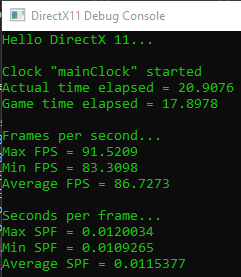 DirectX11 Debug Console
Hello DirectX 11...
Clock "mainClock" started
Actual time elapsed = 20.9076
Game time elapsed = 17.8978
Frames per second...
Max FPS = 91.5209
Min FPS = 83.3098
Average FPS = 86.7273
Seconds per frame...
Max SPF = 0.0120034
Min SPF = 0.0109265
Average SPF = 0.0115377